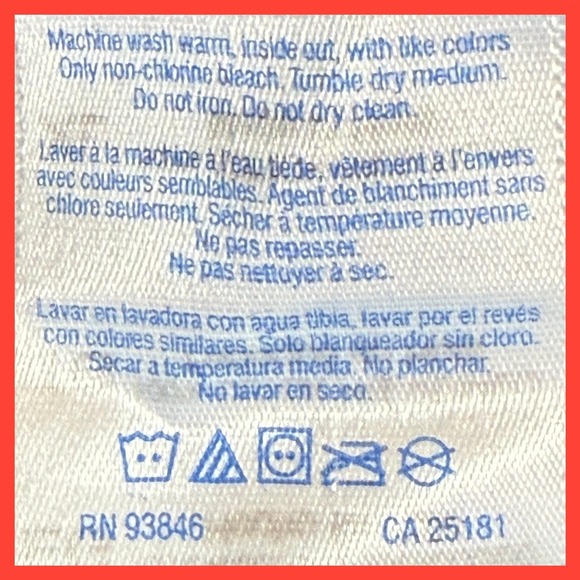 Machine wash warm, inside out, with like colors
Only non-chlorine bleach. Tumble dry medium.
Do not iron. Do not dry clean.
Laver à la machine à l'eau tiède, vêtement à l'envers
avec couleurs semblables. Agent de blanchiment sans
chlore seulement. Sécher à température moyenne.
Ne pas repasser.
Ne pas nettoyer à sec.
Lavar en lavadora con agua tibia, lavar por el revés
con colores similares. Solo blanqueador sin cloro.
Secar a temperatura media. No planchar.
No lavar en seco.
RN 93846 CA 25181